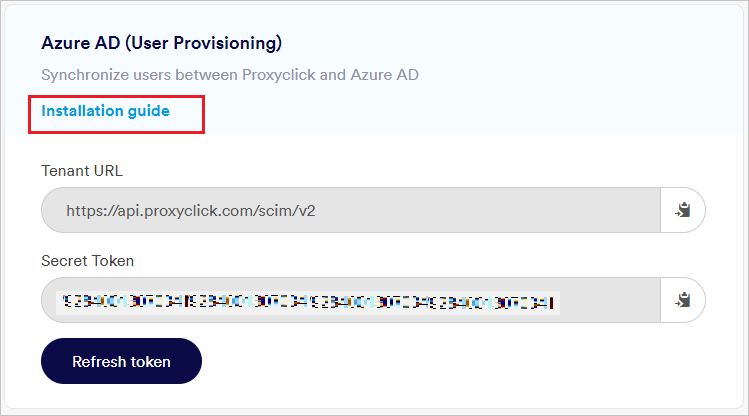 Azure AD (User Provisioning)
Synchronize users between Proxyclick and Azure AD
Installation guide
Tenant URL
https://api.proxyclick.com/scim/v2
Secret Token
Refresh token